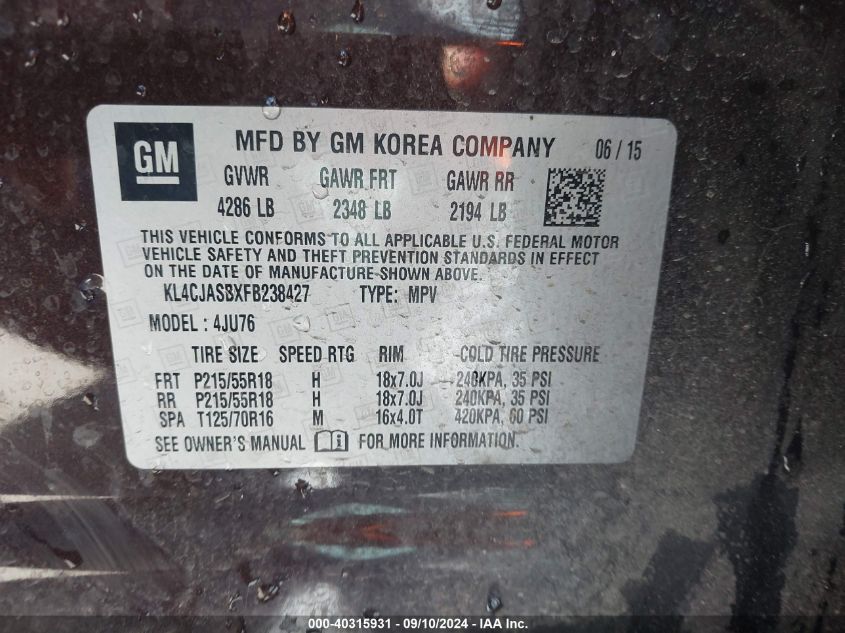 GM
MFD BY GM KOREA COMPANY 06 / 15
GVWR GAWR FRT GAWR RR
4286 LB 2348 LB 2194 LB
THIS VEHICLE CONFORMS TO ALL APPLICABLE U.S. FEDERAL MOTOR
VEHICLE SAFETY AND THEFT PREVENTION STANDARDS IN EFFECT
ON THE DATE OF MANUFACTURE SHOWN ABOVE.
KL4CJASBXFB238427 TYPE: MPV
MODEL : 4JU76
TIRE SIZE SPEED RTG RIM COLD TIRE PRESSURE
FRT P215/55R18 H 18x7.0J 240KPA, 35 PSI
RR P215/55R18 H 18x7.0J 240KPA, 35 PSI
SPA T125/70R16 M 16x4.0T 420KPA, 60 PSI
SEE OWNER'S MANUAL FOR MORE INFORMATION.
000-40315931 - 09/10/2024 - IAA Inc.